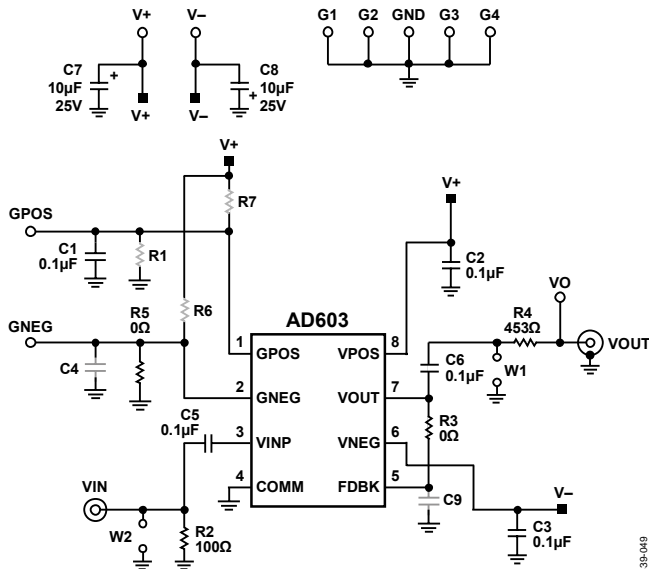 V+
V–
G1 G2 GND G3 G4
C7
10µF
25V
C8
10µF
25V
+
+
V+
V–
V+
R7
GPOS
V+
C1
0.1µF
R1
C2
0.1µF
R5
0Ω
R6
VO
R4
453Ω
GNEG
AD603
VOUT
C4
1 GPOS
VPOS 8
C6
0.1µF
W1
2 GNEG
VOUT 7
C5
0.1µF
R3
0Ω
3 VINP
VNEG 6
VIN
4 COMM
FDBK 5
C9
V–
W2
R2
100Ω
C3
0.1µF
39-049